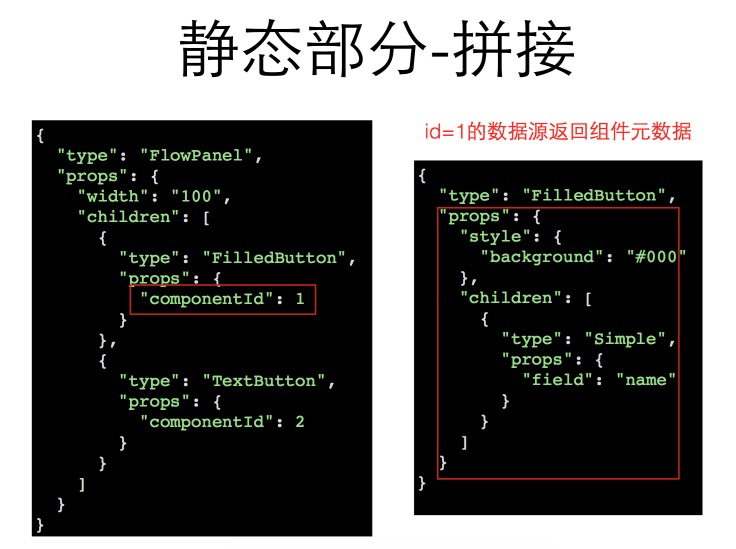 静态部分-拼接
{
  "type": "FlowPanel",
  "props": {
    "width": "100",
    "children": [
      {
        "type": "FilledButton",
        "props": {
          "componentId": 1
        }
      },
      {
        "type": "TextButton",
        "props": {
          "componentId": 2
        }
      }
    ]
  }
}
id=1的数据源返回组件元数据
{
  "type": "FilledButton",
  "props": {
    "style": {
      "background": "#000"
    },
    "children": [
      {
        "type": "Simple",
        "props": {
          "field": "name"
        }
      }
    ]
  }
}